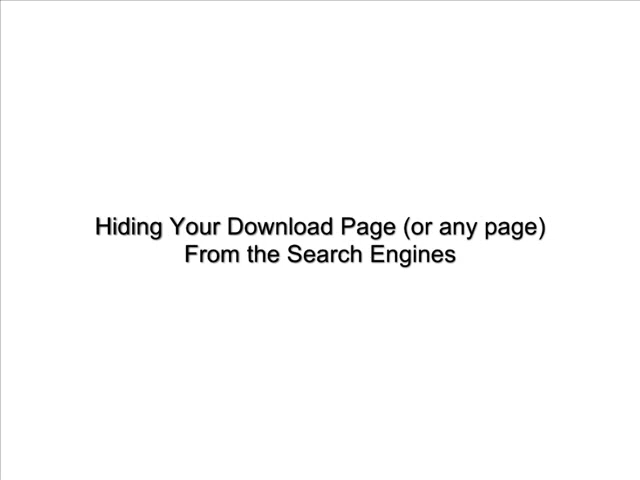 Hiding Your Download Page (or any page)
From the Search Engines